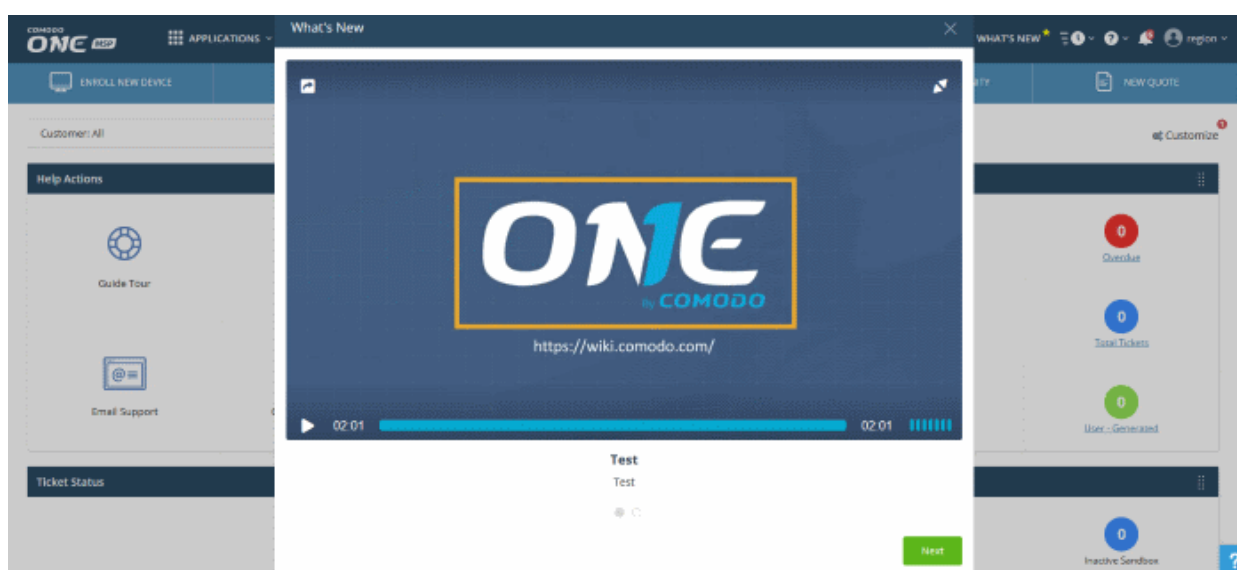 COMODO
ONE MSP
APPLICATIONS
What's New
WHAT'S NEW
region
ENROLL NEW DEVICE
NEW QUOTE
Customer: All
Customize
Help Actions
ONE
By COMODO
https://wiki.comodo.com/
Guide Tour
0
Overdue
0
Total Tickets
Email Support
0
User - Generated
02:01
02:01
Test
Test
Ticket Status
Next
0
Inactive Sandbox
?